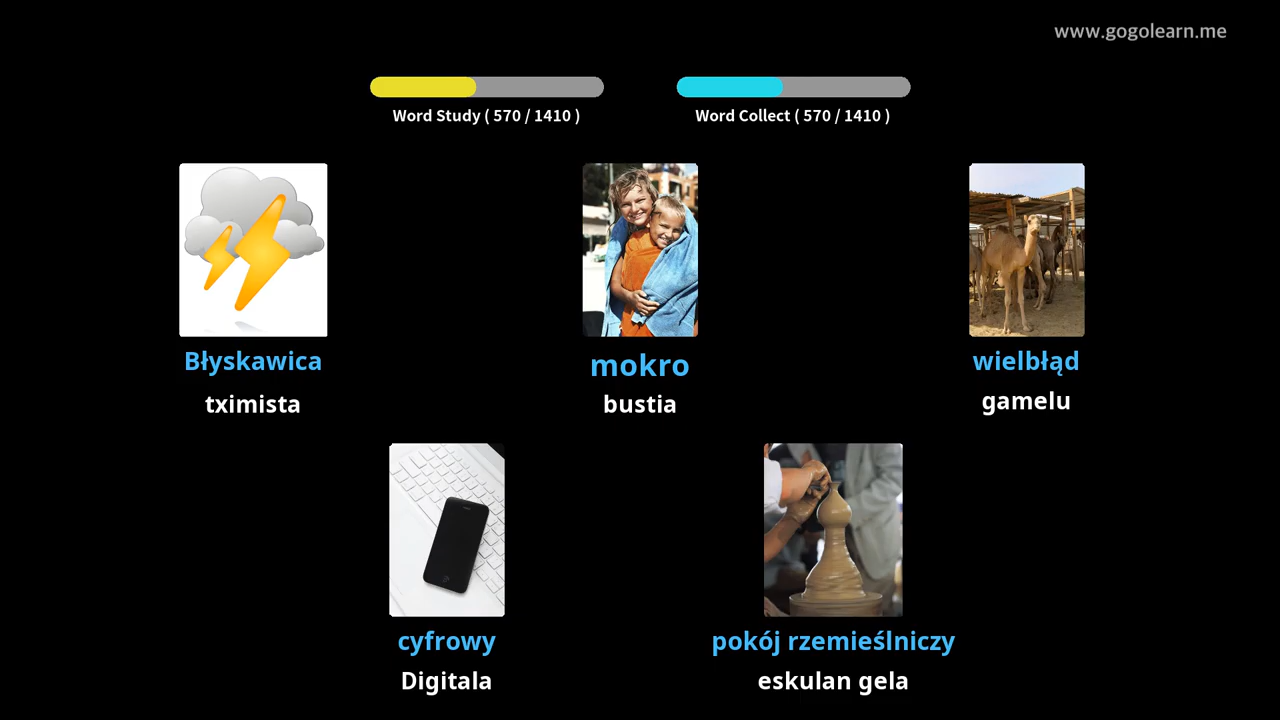 www.gogolearn.me
Word Study ( 570 / 1410 )
Word Collect ( 570 / 1410 )
Błyskawica
tximista
mokro
bustia
wielbłąd
gamelu
cyfrowy
Digitala
pokój rzemieślniczy
eskulan gela